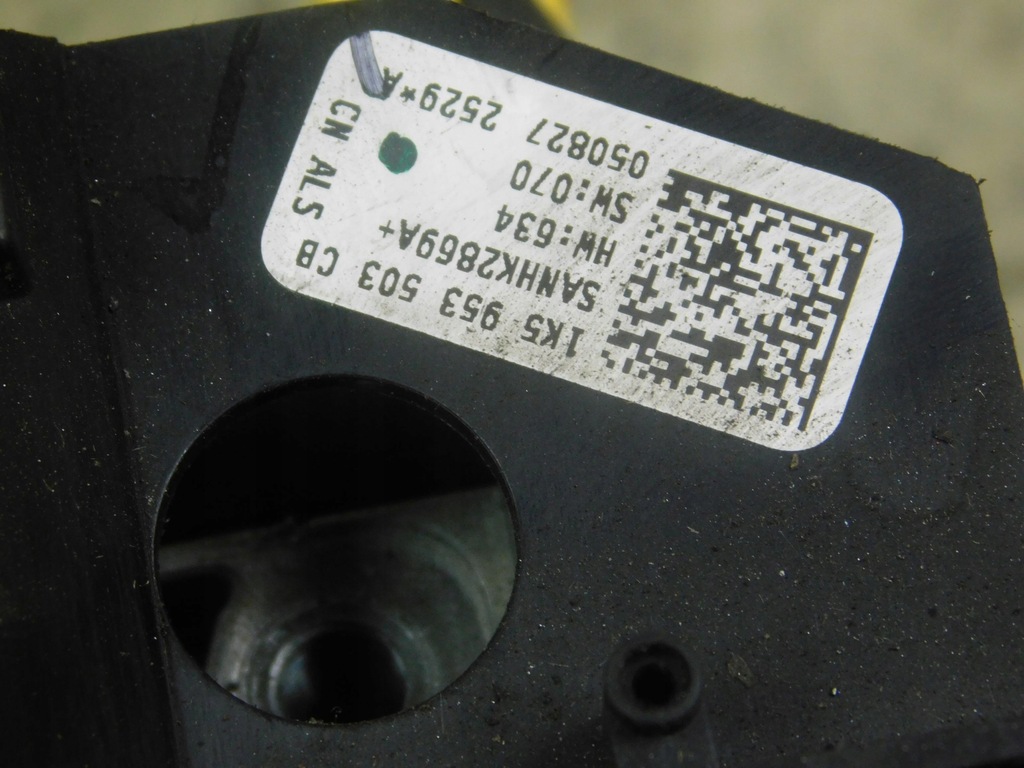 1K5 953 503 CB
SANHK2869A+
HW:634
SW:070
050827 2529*A
CN ALS